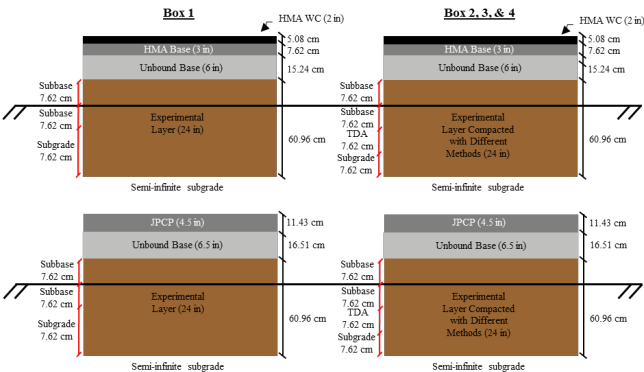 Box 1
HMA WC (2 in)
5.08 cm
HMA Base (3 in)
7.62 cm
Unbound Base (6 in)
15.24 cm
Subbase
7.62 cm
Subbase
7.62 cm
Subgrade
7.62 cm
Experimental
Layer (24 in)
60.96 cm
Semi-infinite subgrade
Box 2, 3, & 4
HMA WC (2 in)
5.08 cm
HMA Base (3 in)
7.62 cm
Unbound Base (6 in)
15.24 cm
Subbase
7.62 cm
Subbase
7.62 cm
TDA
7.62 cm
Subgrade
7.62 cm
Experimental
Layer Compacted
with Different
Methods (24 in)
60.96 cm
Semi-infinite subgrade
JPCP (4.5 in)
11.43 cm
Unbound Base (6.5 in)
16.51 cm
Subbase
7.62 cm
Subbase
7.62 cm
Subgrade
7.62 cm
Experimental
Layer (24 in)
60.96 cm
Semi-infinite subgrade
JPCP (4.5 in)
11.43 cm
Unbound Base (6.5 in)
16.51 cm
Subbase
7.62 cm
Subbase
7.62 cm
TDA
7.62 cm
Subgrade
7.62 cm
Experimental
Layer Compacted
with Different
Methods (24 in)
60.96 cm
Semi-infinite subgrade